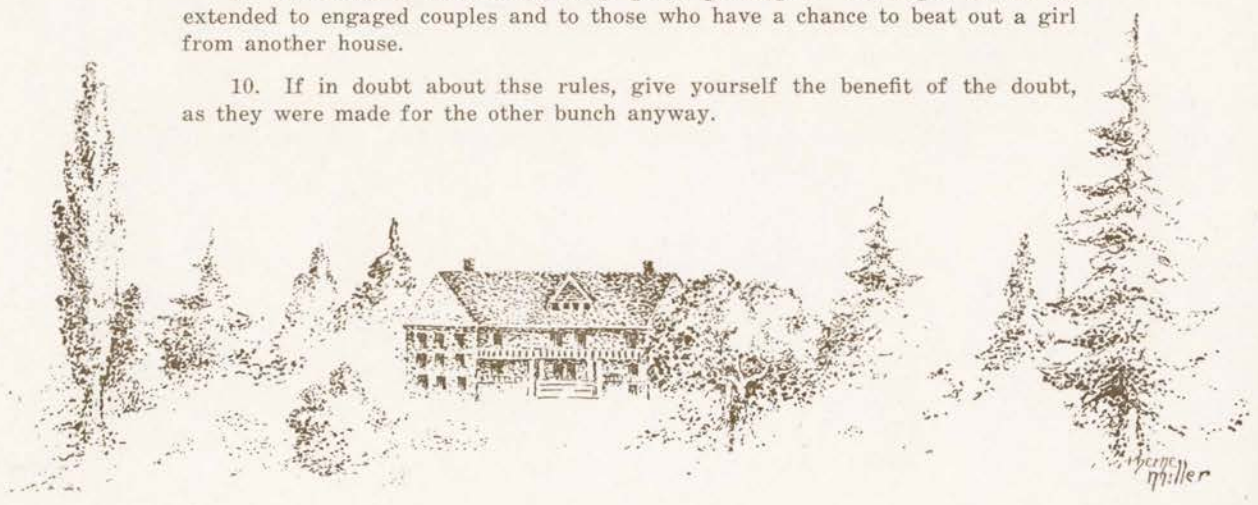 extended to engaged couples and to those who have a chance to beat out a girl
from another house.
10. If in doubt about thse rules, give yourself the benefit of the doubt,
as they were made for the other bunch anyway.
Miller